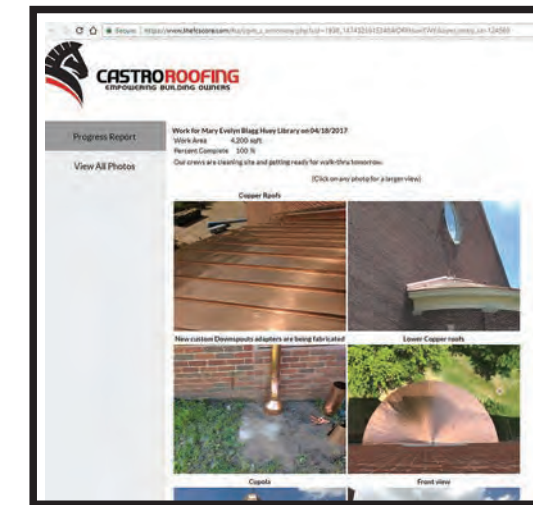 Secure
CASTROROOFING
EMPOWERING BUILDING OWNERS
Progress Report
View All Photos
Work for Mary Evelyn Blagg Huey Library on 04/18/2017
Work Area 4,200 sqft
Percent Complete 100 %
Our crews are cleaning site and getting ready for walk-thru tomorrow.
(Click on any photo for a larger view)
Copper Roofs
New custom Downspouts adapters are being fabricated
Lower Copper roofs
Cupola
Front view